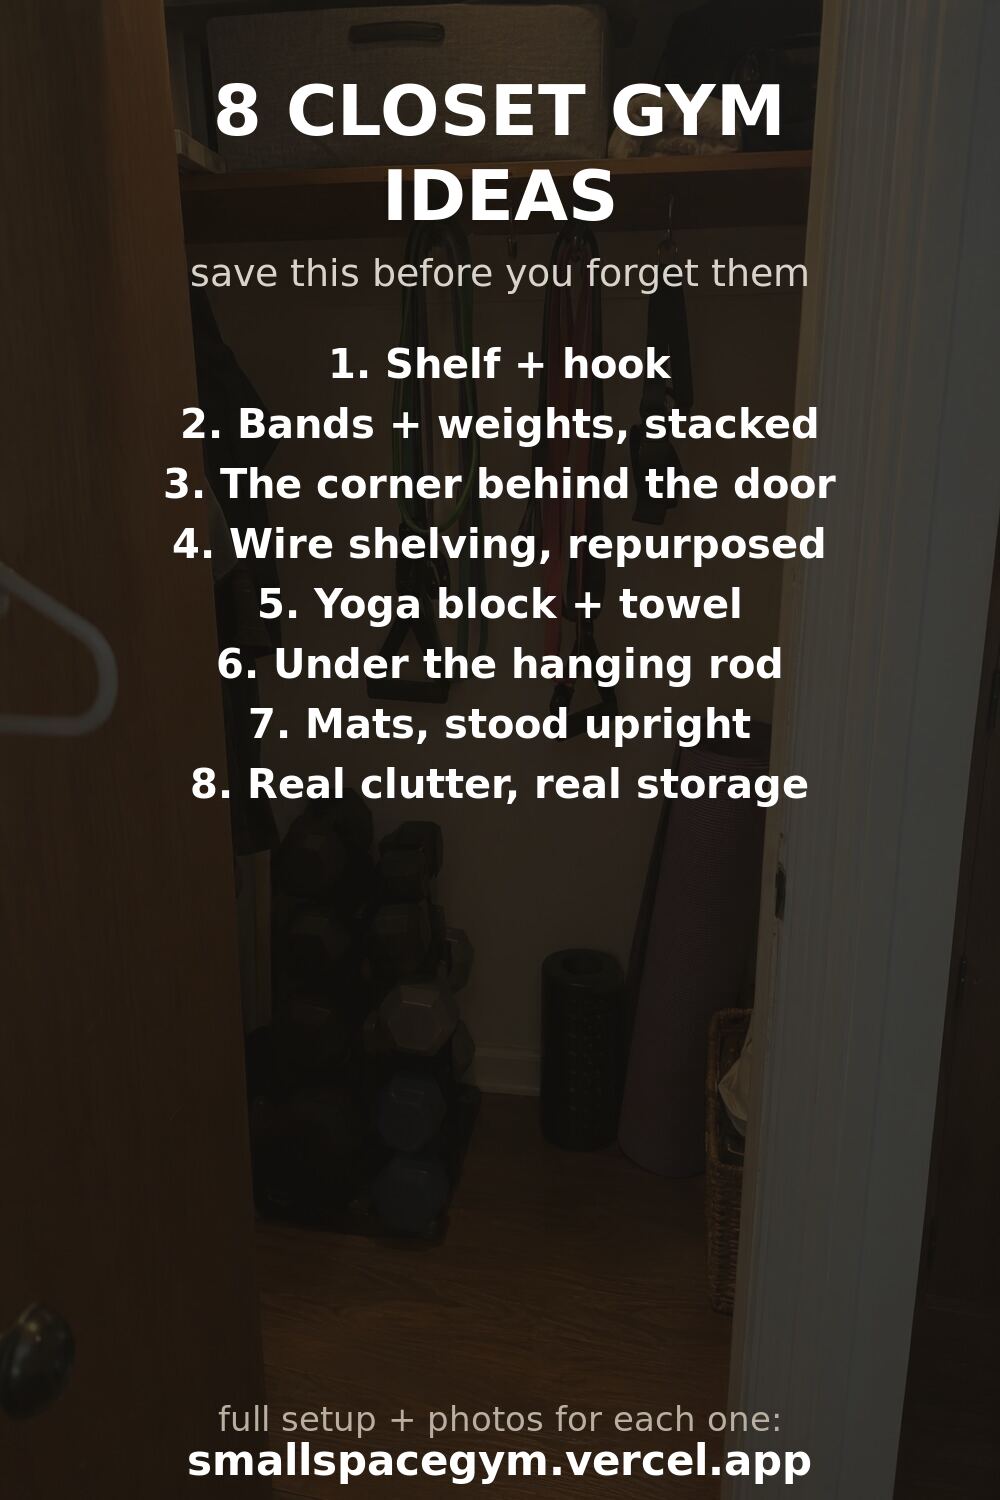 8 CLOSET GYM
IDEAS
save this before you forget them
1. Shelf + hook
2. Bands + weights, stacked
3. The corner behind the door
4. Wire shelving, repurposed
5. Yoga block + towel
6. Under the hanging rod
7. Mats, stood upright
8. Real clutter, real storage
full setup + photos for each one:
smallspacegym.vercel.app